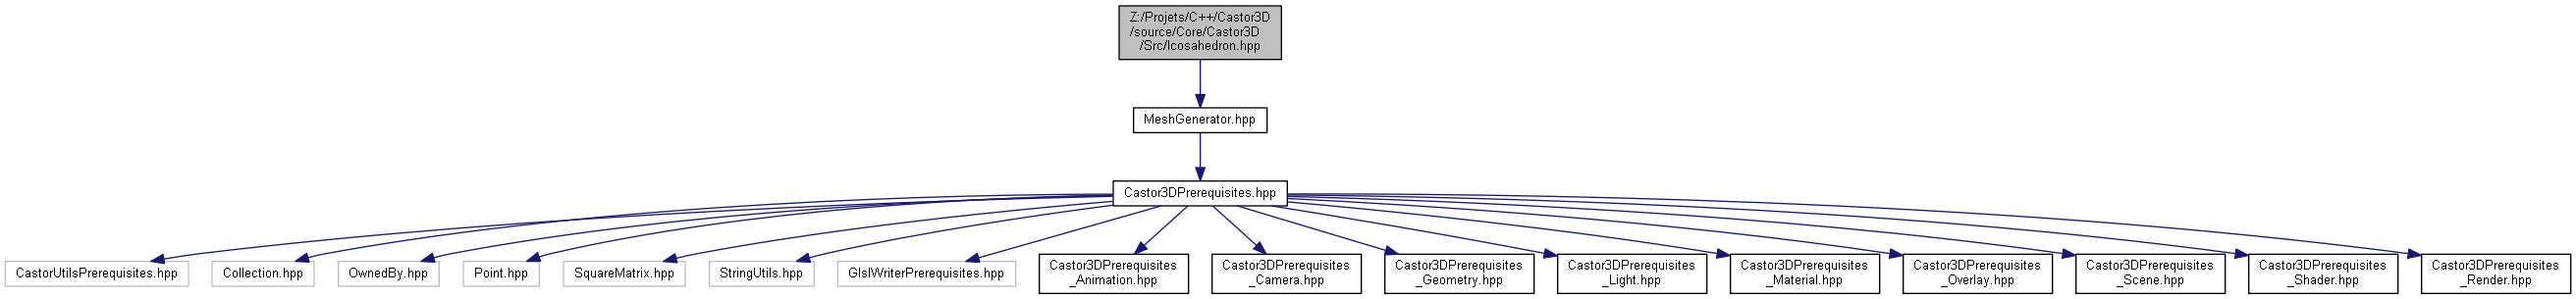 Z:/Projets/C++/Castor3D
/source/Core/Castor3D
/Src/Icosahedron.hpp
MeshGenerator.hpp
Castor3DPrerequisites.hpp
CastorUtilsPrerequisites.hpp
Collection.hpp
OwnedBy.hpp
Point.hpp
SquareMatrix.hpp
StringUtils.hpp
GlslWriterPrerequisites.hpp
Castor3DPrerequisites
_Animation.hpp
Castor3DPrerequisites
_Camera.hpp
Castor3DPrerequisites
_Geometry.hpp
Castor3DPrerequisites
_Light.hpp
Castor3DPrerequisites
_Material.hpp
Castor3DPrerequisites
_Overlay.hpp
Castor3DPrerequisites
_Scene.hpp
Castor3DPrerequisites
_Shader.hpp
Castor3DPrerequisites
_Render.hpp